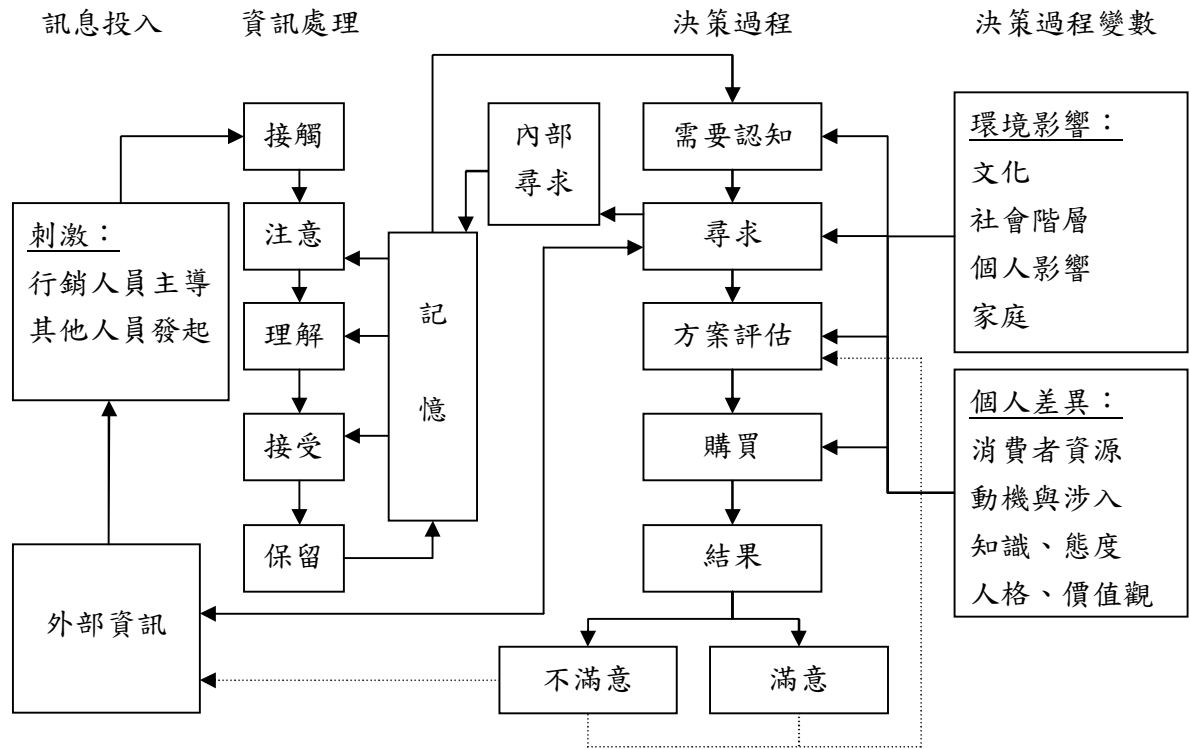 訊息投入
資訊處理
決策過程
決策過程變數
刺激：
行銷人員主導
其他人員發起
外部資訊
接觸
注意
理解
接受
保留
記
憶
內部
尋求
需要認知
尋求
方案評估
購買
結果
不滿意
滿意
環境影響：
文化
社會階層
個人影響
家庭
個人差異：
消費者資源
動機與涉入
知識、態度
人格、價值觀